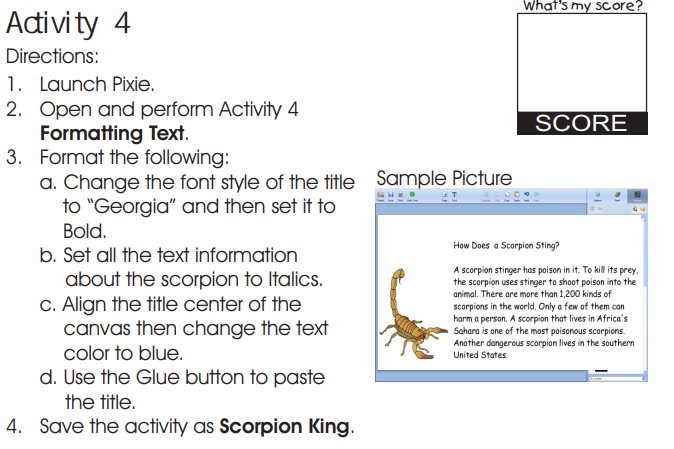 What's my score?
Activity 4
Directions:
1. Launch Pixie.
2. Open and perform Activity 4
Formatting Text.
SCORE
3. Format the following:
a. Change the font style of the title
to “Georgia” and then set it to
Bold.
b. Set all the text information
about the scorpion to Italics.
c. Align the title center of the
canvas then change the text
color to blue.
d. Use the Glue button to paste
the title.
4. Save the activity as Scorpion King.
Sample Picture
How Does a Scorpion Sting?
A scorpion stinger has poison in it. To kill its prey,
the scorpion uses stinger to shoot poison into the
animal. There are more than 1,200 kinds of
scorpions in the world. Only a few of them can
harm a person. A scorpion that lives in Africa's
Sahara is one of the most poisonous scorpions.
Another dangerous scorpion lives in the southern
United States.